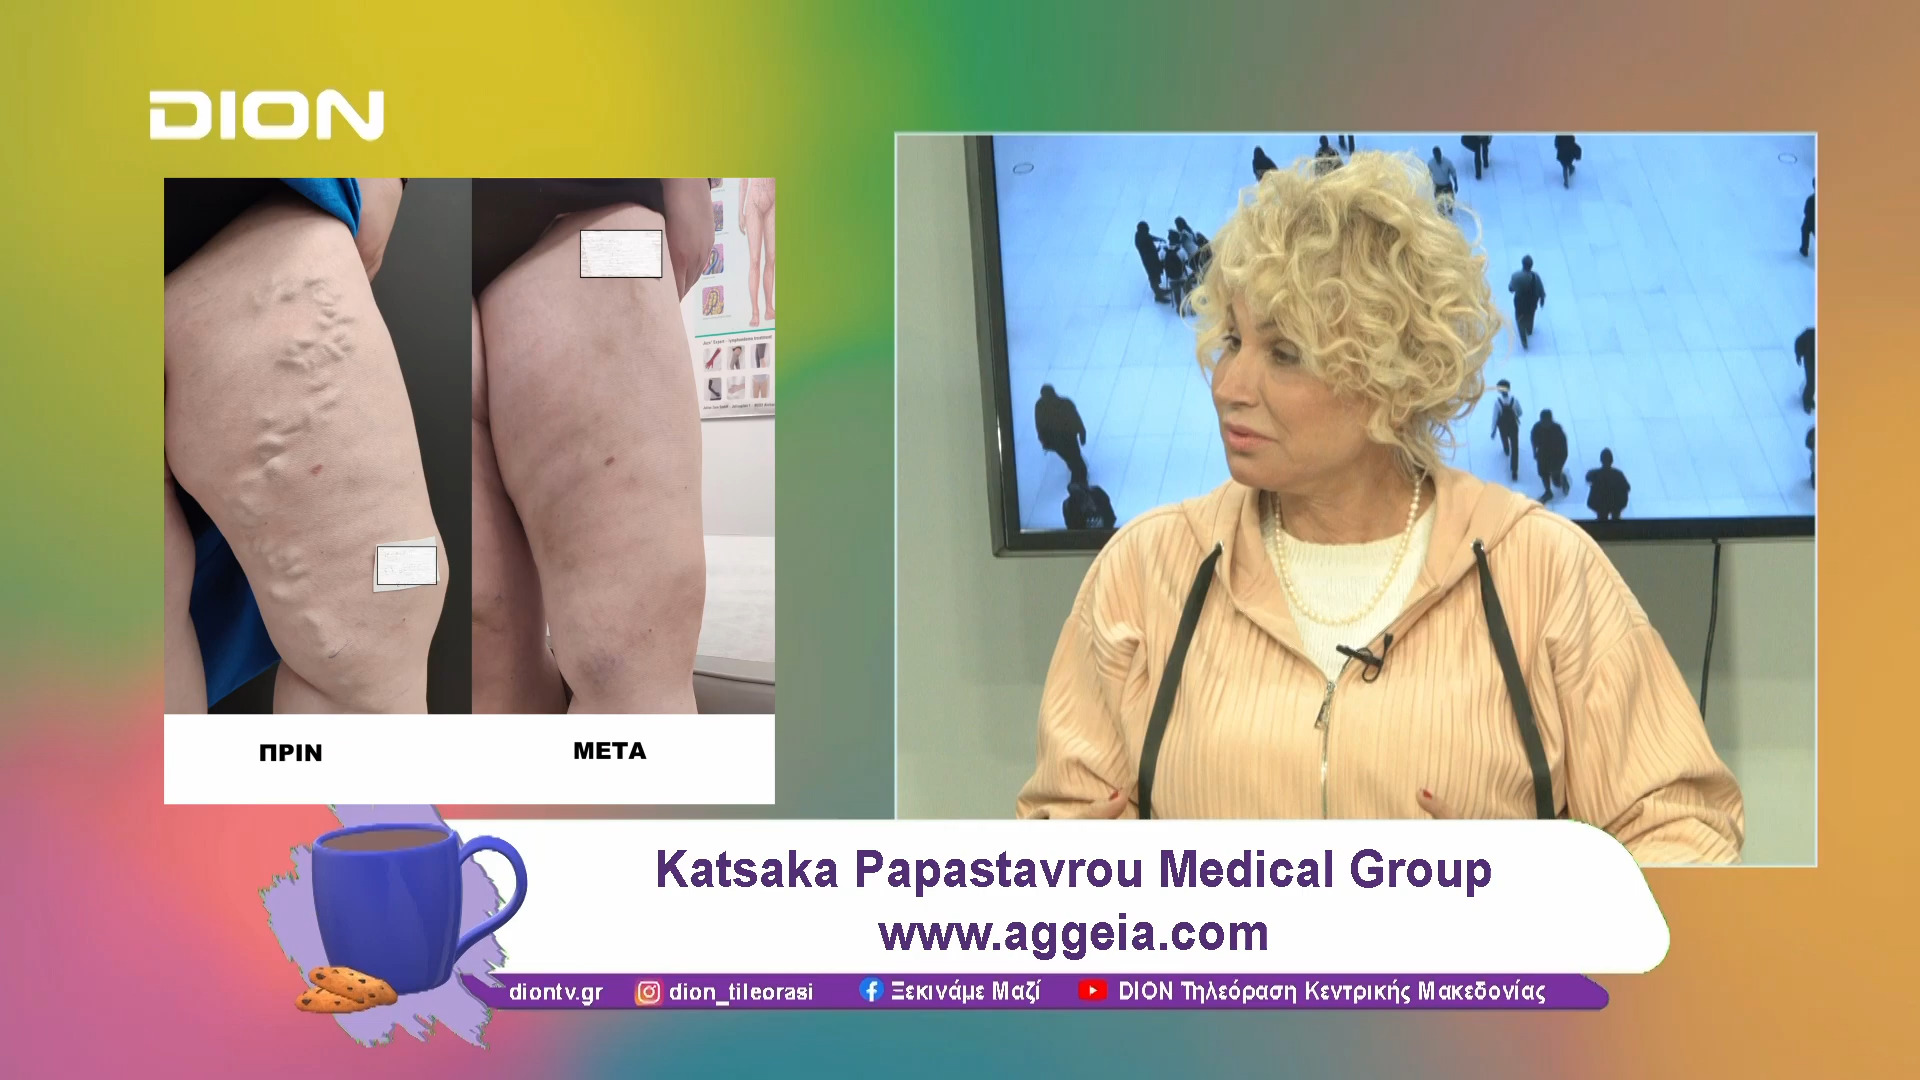 DION
ΠΡΙΝ
ΜΕΤΑ
Katsaka Papastavrou Medical Group
www.aggeia.com
diontv.gr dion_tileorasi Ξεκινάμε Μαζί DION Τηλεόραση Κεντρικής Μακεδονίας